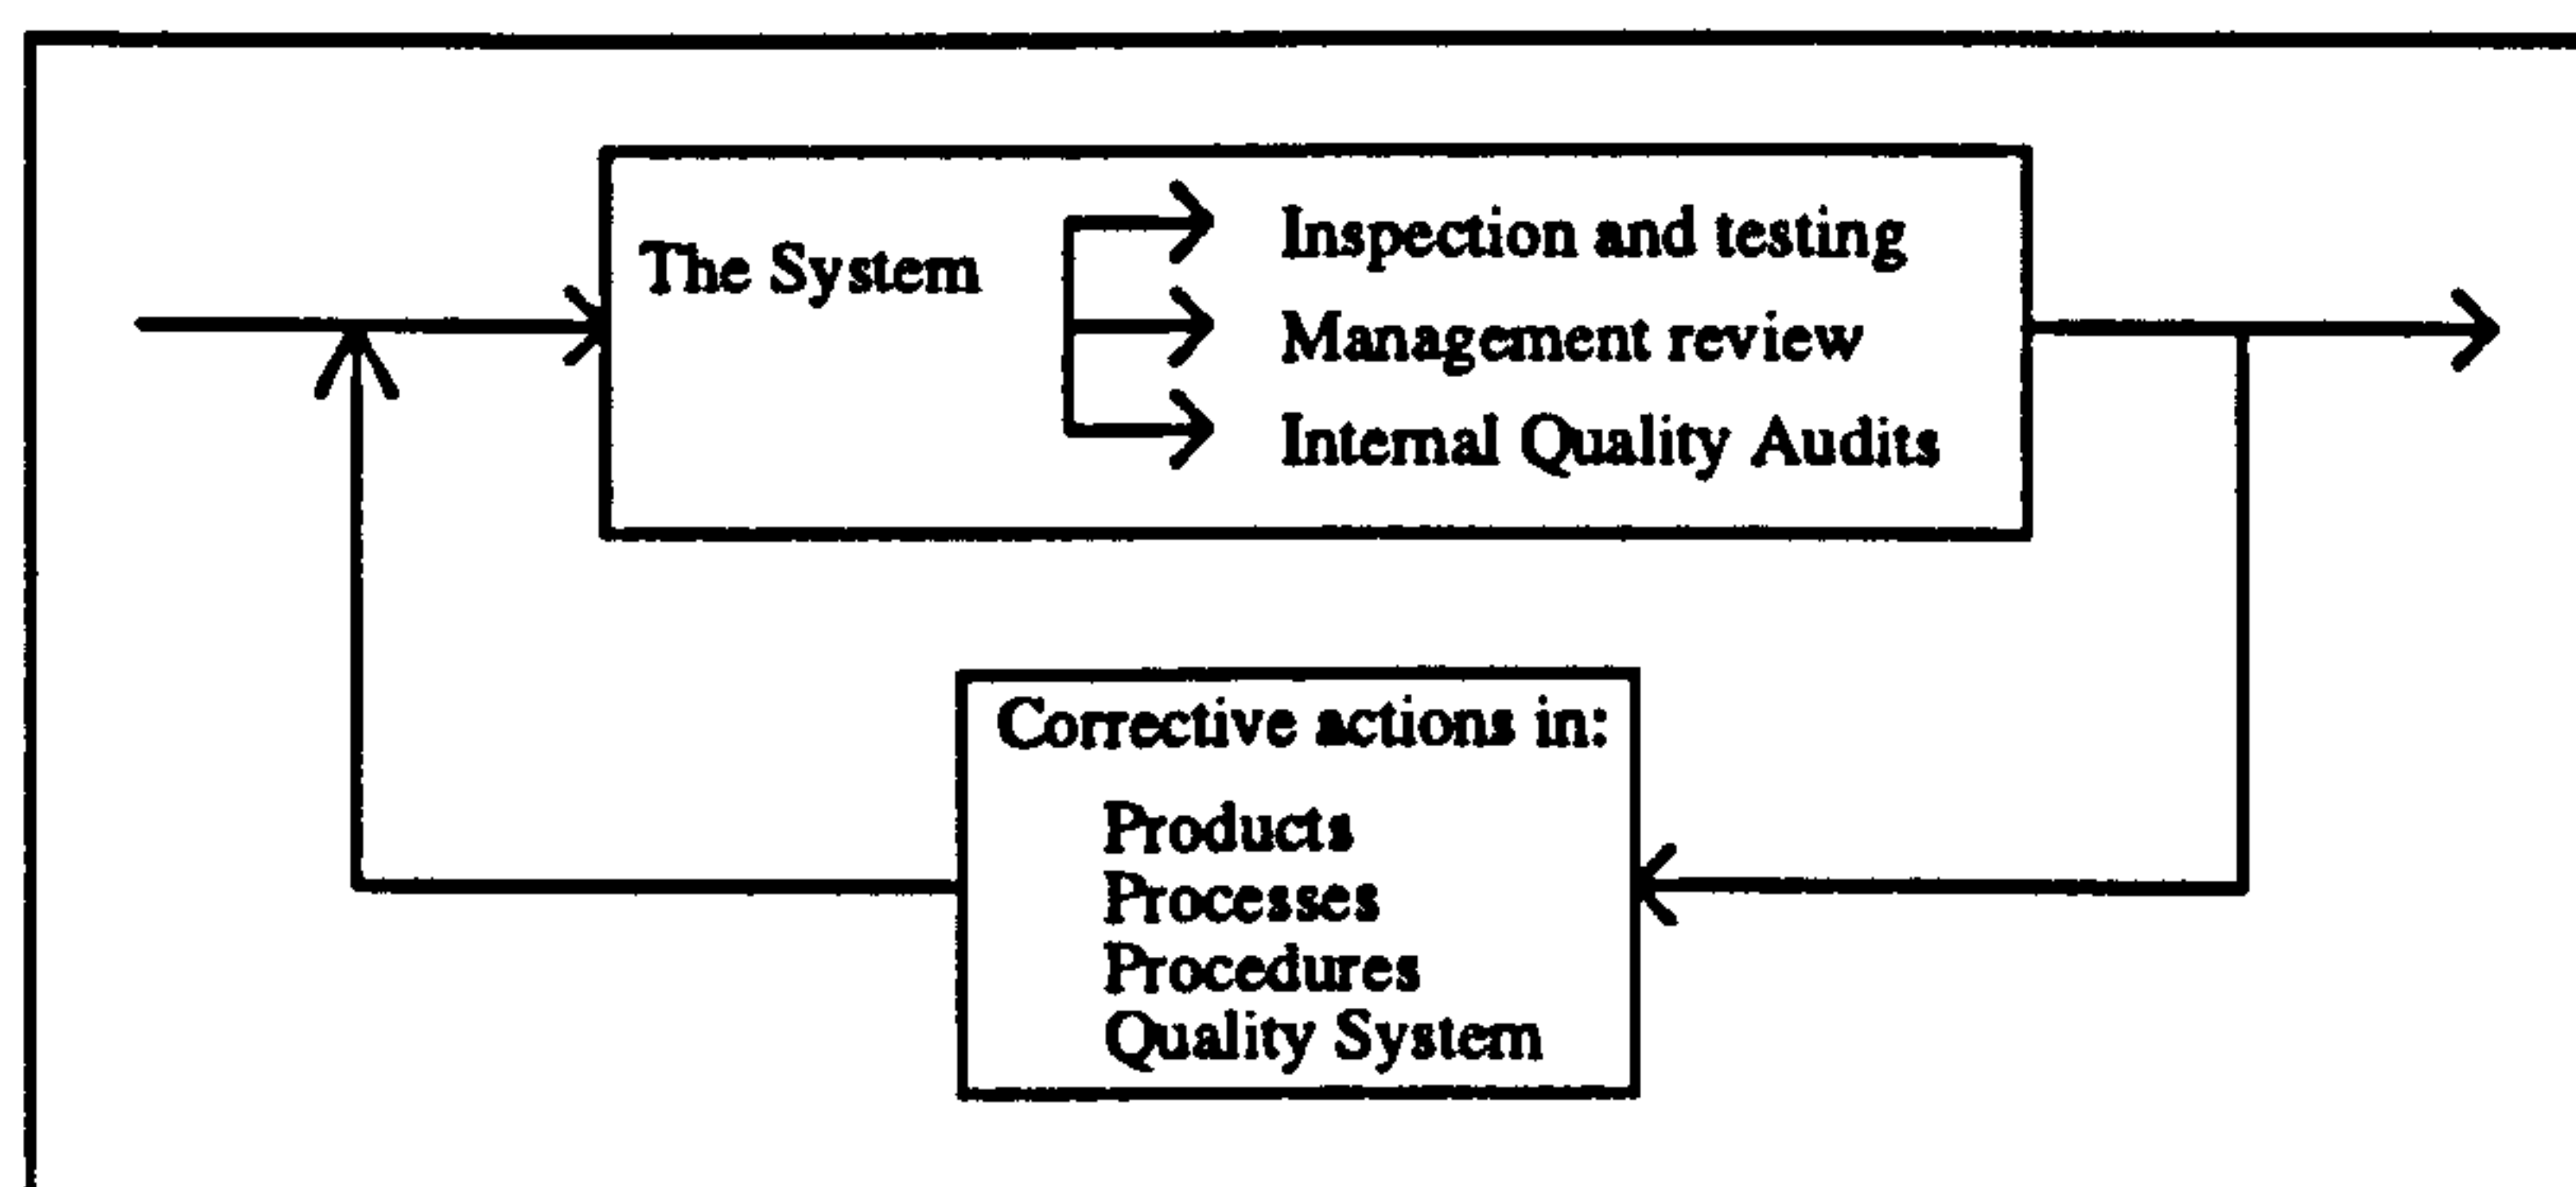 The System
Inspection and testing
Management review
Internal Quality Audits
Corrective actions in:
Products
Processes
Procedures
Quality System